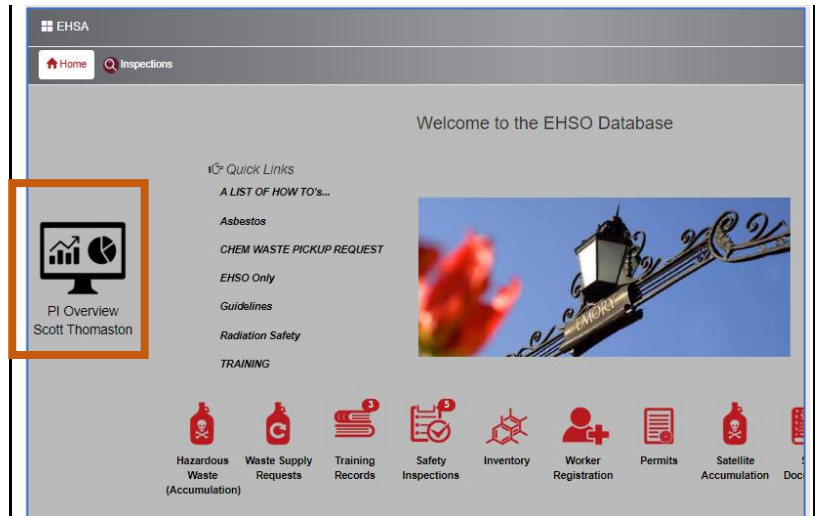 EHSA
Home Inspections
Welcome to the EHSO Database
Quick Links
A LIST OF HOW TO's...
Asbestos
CHEM WASTE PICKUP REQUEST
EHSO Only
Guidelines
Radiation Safety
TRAINING
PI Overview
Scott Thomaston
EMORY
3
5
Hazardous
Waste
(Accumulation)
Waste Supply
Requests
Training
Records
Safety
Inspections
Inventory
Worker
Registration
Permits
Satellite
Accumulation